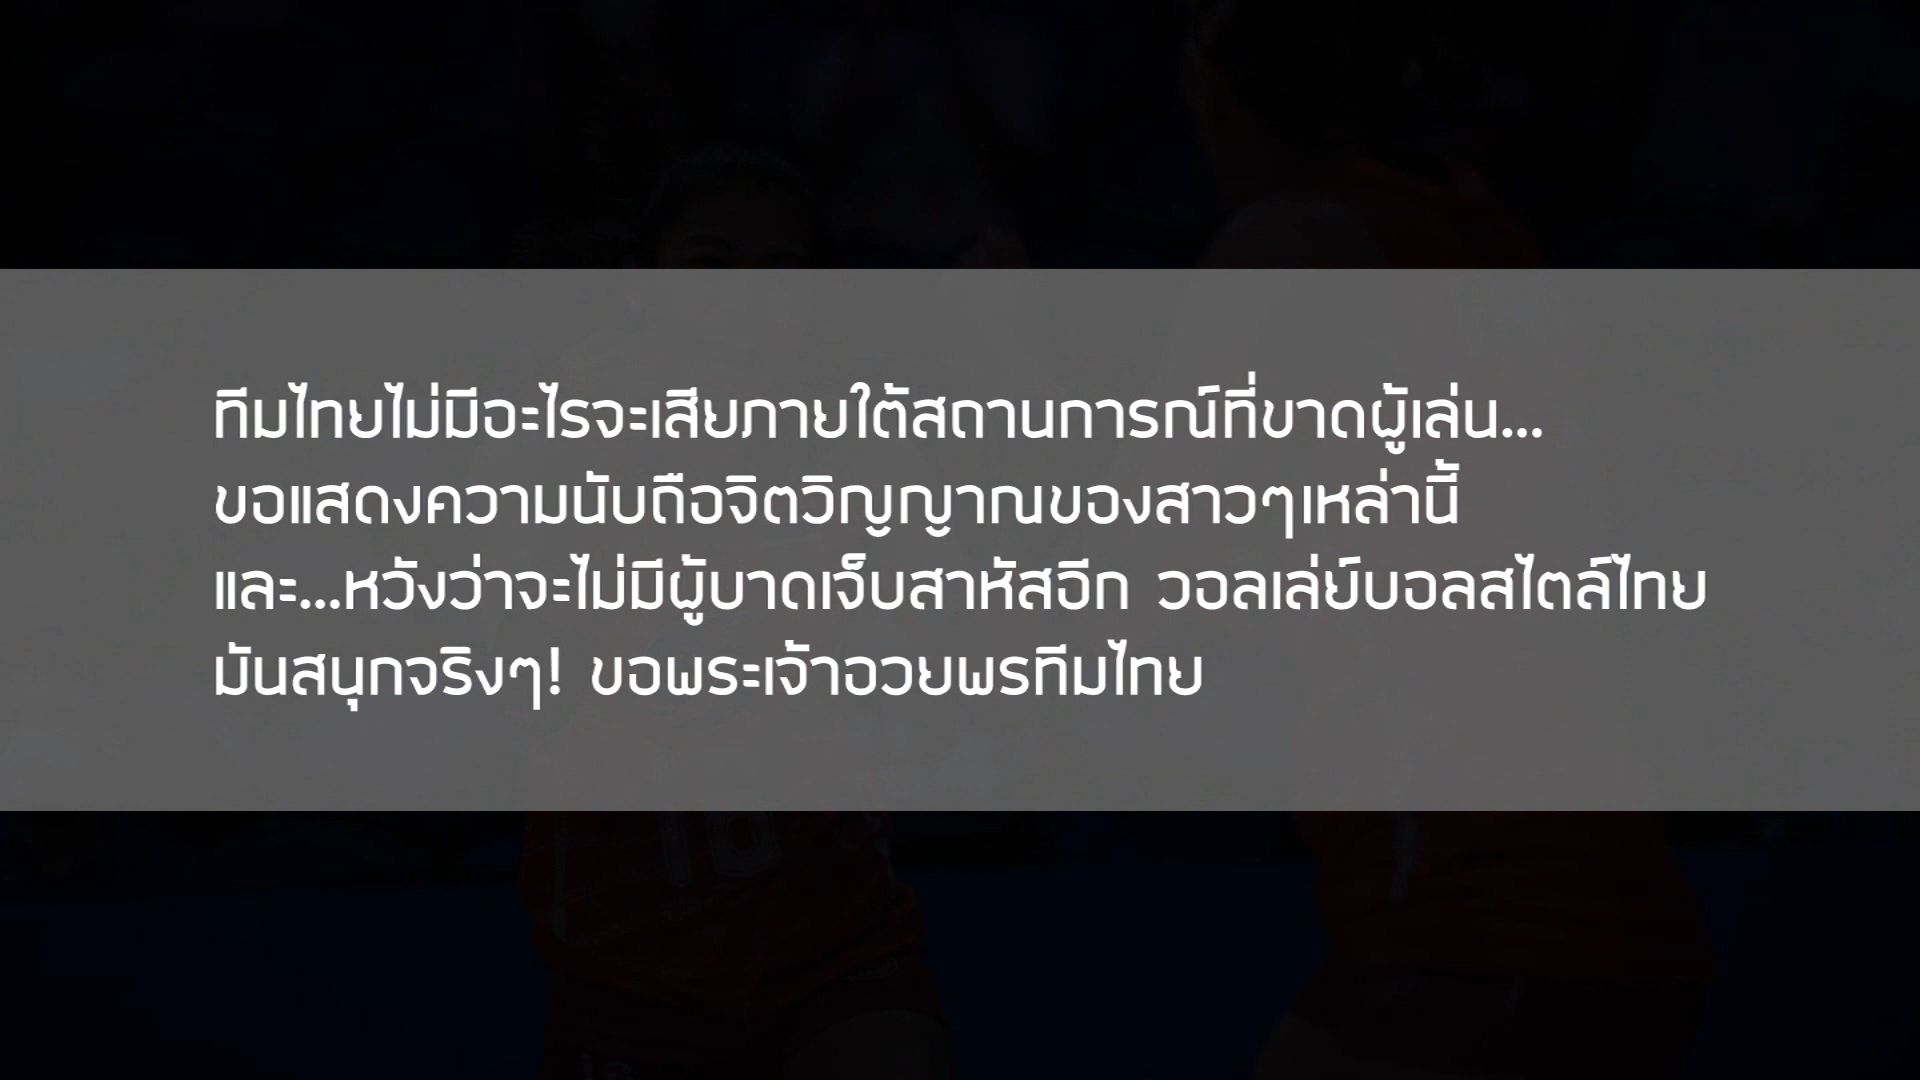 ทีมไทยไม่มีอะไรจะเสียภายใต้สถานการณ์ที่ขาดผู้เล่น...
ขอแสดงความนับถือจิตวิญญาณของสาวๆเหล่านี้
และ...หวังว่าจะไม่มีผู้บาดเจ็บสาหัสอีก วอลเล่ย์บอลสไตล์ไทย
มันสนุกจริงๆ! ขอพระเจ้าอวยพรทีมไทย
16